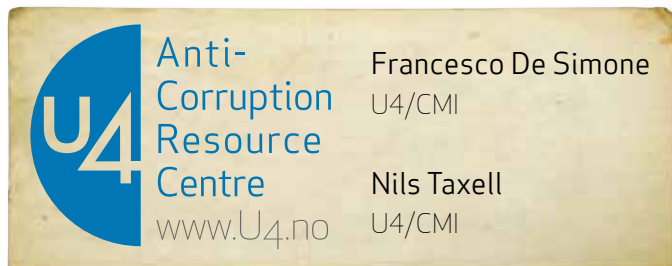 U4
Anti-
Corruption
Resource
Centre
www.U4.no
Francesco De Simone
U4/CMI
Nils Taxell
U4/CMI